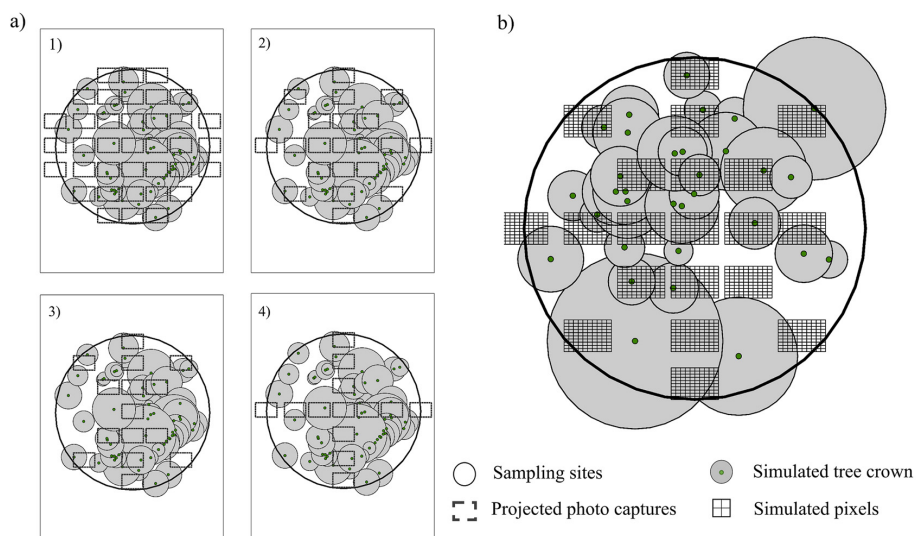 a)
b)
1)
2)
3)
4)
Sampling sites
Simulated tree crown
Projected photo captures
Simulated pixels